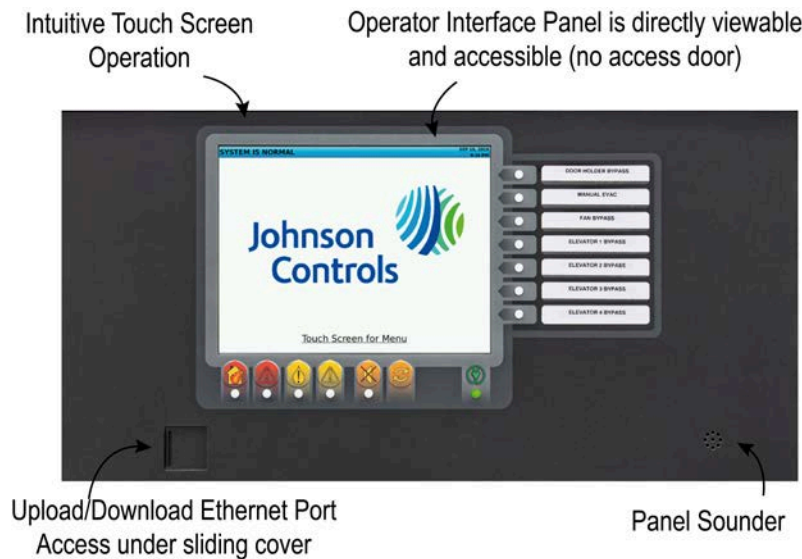 Intuitive Touch Screen
Operation
Operator Interface Panel is directly viewable
and accessible (no access door)
SYSTEM IS NORMAL
Johnson
Controls
Touch Screen for Menu
DOOR HOLDER BYPASS
MANUAL EVAC
FAN BYPASS
ELEVATOR 1 BYPASS
ELEVATOR 2 BYPASS
ELEVATOR 3 BYPASS
ELEVATOR 4 BYPASS
Upload/Download Ethernet Port
Access under sliding cover
Panel Sounder